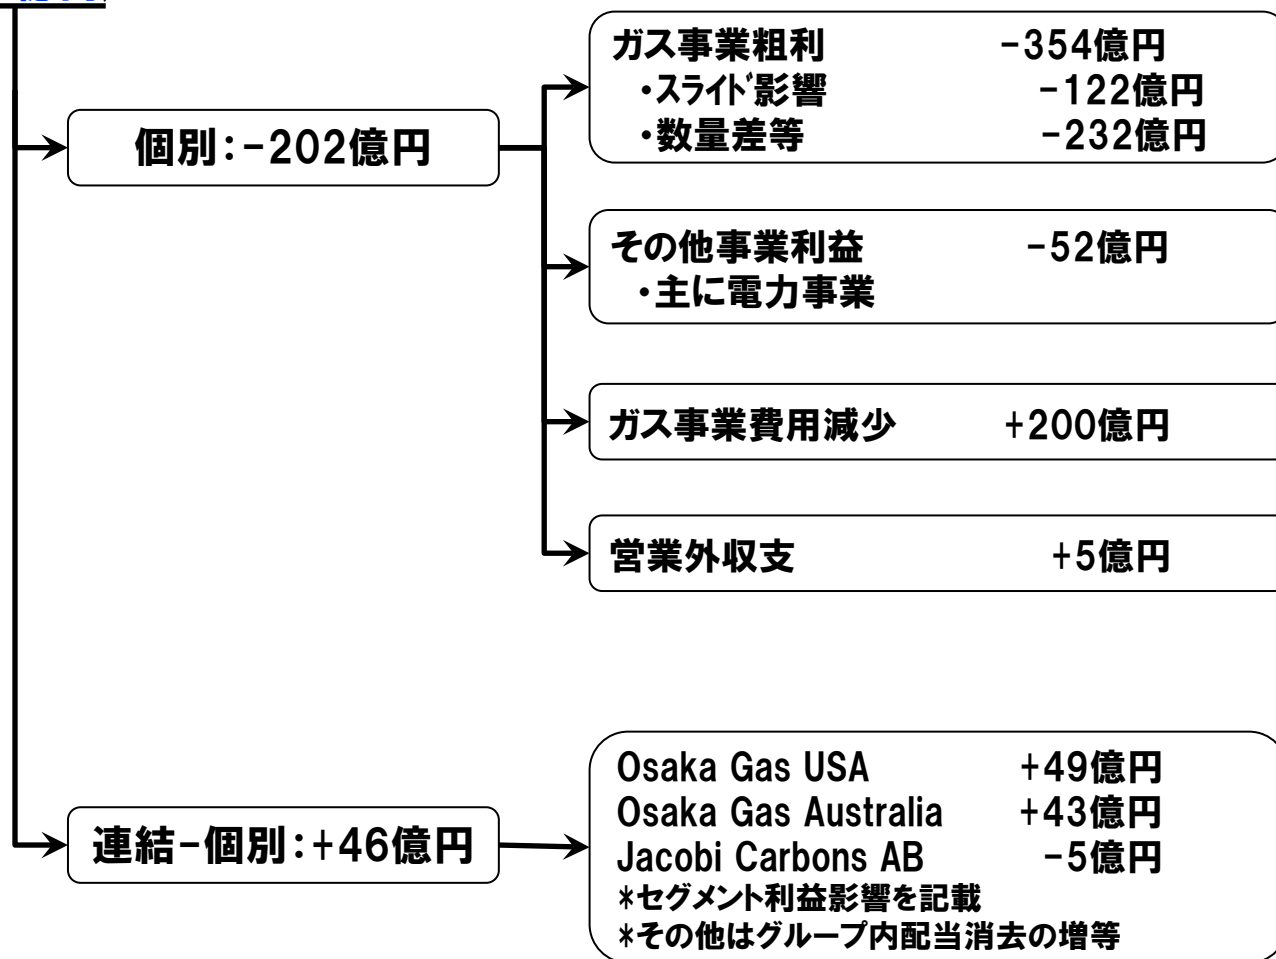 ガス事業粗利 -354億円
・スライド影響 -122億円
・数量差等 -232億円
個別:-202億円
その他事業利益 -52億円
・主に電力事業
ガス事業費用減少 +200億円
営業外収支 +5億円
Osaka Gas USA +49億円
Osaka Gas Australia +43億円
Jacobi Carbons AB -5億円
*セグメント利益影響を記載
*その他はグループ内配当消去の増等
連結-個別:+46億円